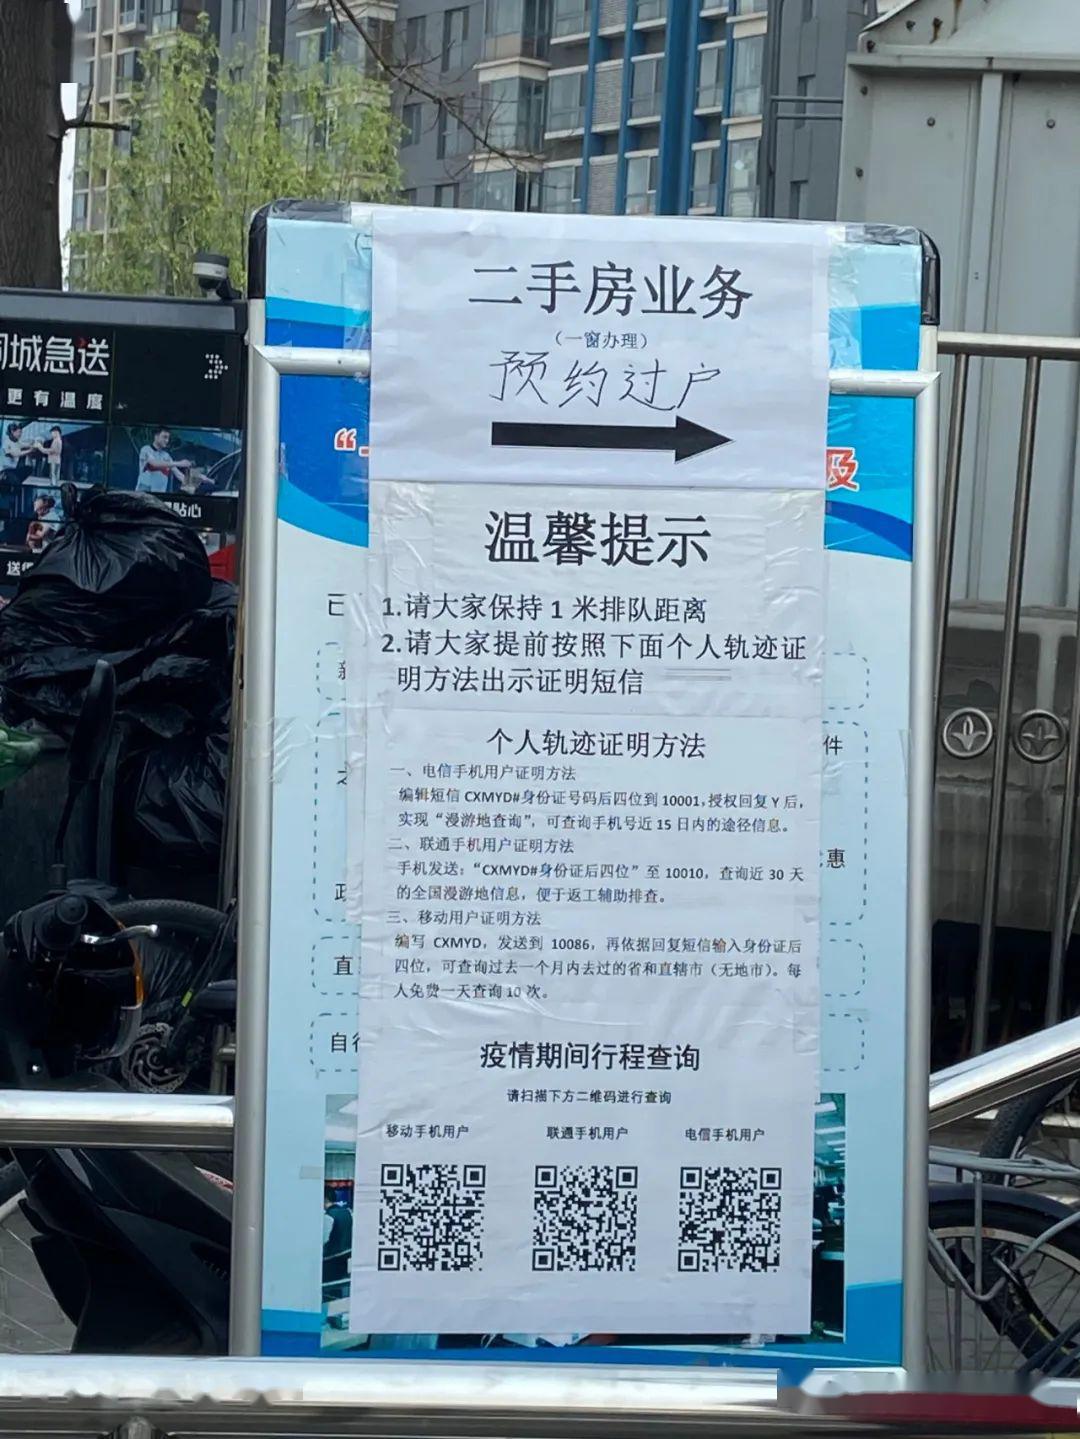 二手房业务
（一窗办理）
预约过户
温馨提示
1.请大家保持 1 米排队距离
2.请大家提前按照下面个人轨迹证
明方法出示证明短信
个人轨迹证明方法
一、电信手机用户证明方法
编辑短信 CXMYD#身份证号码后四位到 10001，授权回复 Y 后，
实现“漫游地查询”，可查询手机号近 15 日内的途径信息。
二、联通手机用户证明方法
手机发送：“CXMYD#身份证后四位”至 10010，查询近 30 天
的全国漫游地信息，便于返工辅助排查。
三、移动用户证明方法
编写 CXMYD，发送到 10086，再依据回复短信输入身份证后
四位，可查询过去一个月内去过的省和直辖市（无地市）。每
人免费一天查询 10 次。
疫情期间行程查询
请扫描下方二维码进行查询
移动手机用户
联通手机用户
电信手机用户
城急送
更有温度
贴心
及
件
惠
政
直
自行